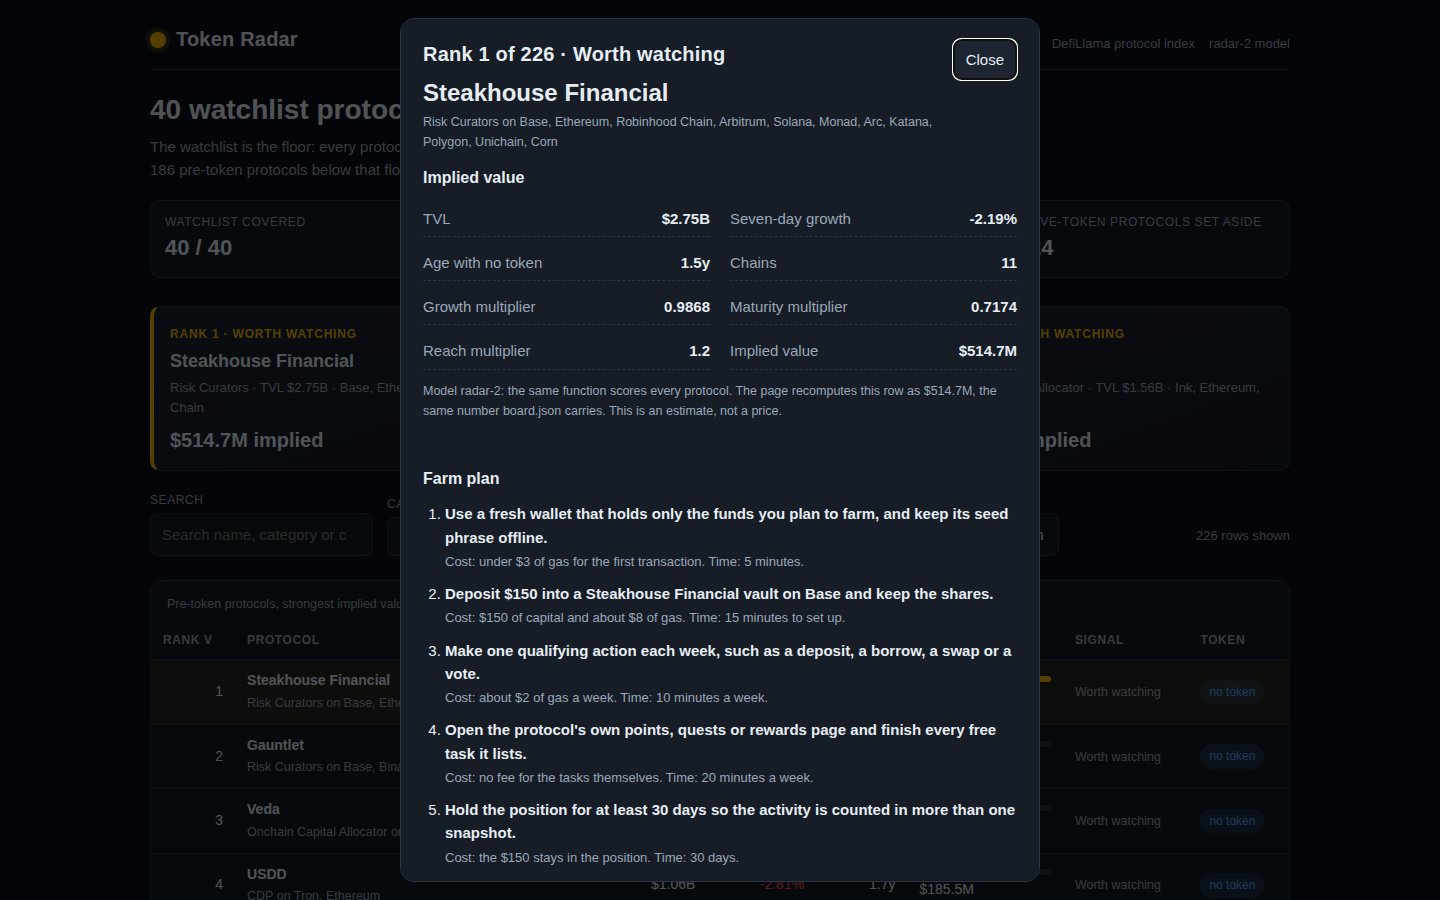 Token Radar
DefiLlama protocol index radar-2 model
40 watchlist protoc
The watchlist is the floor: every protoc
186 pre-token protocols below that flo
WATCHLIST COVERED
40 / 40
VE-TOKEN PROTOCOLS SET ASIDE
4
RANK 1 · WORTH WATCHING
Steakhouse Financial
Risk Curators · TVL $2.75B · Base, Ethe
Chain
$514.7M implied
H WATCHING
Allocator · TVL $1.56B · Ink, Ethereum,
mplied
SEARCH
Search name, category or c
CA
226 rows shown
Pre-token protocols, strongest implied valu
RANK V PROTOCOL SIGNAL TOKEN
1 Steakhouse Financial Worth watching no token
Risk Curators on Base, Ethe
2 Gauntlet Worth watching no token
Risk Curators on Base, Bina
3 Veda Worth watching no token
Onchain Capital Allocator on
4 USDD $1.06B -2.81% 1.7y $185.5M Worth watching no token
CDP on Tron, Ethereum
Rank 1 of 226 · Worth watching
Close
Steakhouse Financial
Risk Curators on Base, Ethereum, Robinhood Chain, Arbitrum, Solana, Monad, Arc, Katana,
Polygon, Unichain, Corn
Implied value
TVL $2.75B Seven-day growth -2.19%
Age with no token 1.5y Chains 11
Growth multiplier 0.9868 Maturity multiplier 0.7174
Reach multiplier 1.2 Implied value $514.7M
Model radar-2: the same function scores every protocol. The page recomputes this row as $514.7M, the
same number board.json carries. This is an estimate, not a price.
Farm plan
1. Use a fresh wallet that holds only the funds you plan to farm, and keep its seed
phrase offline.
Cost: under $3 of gas for the first transaction. Time: 5 minutes.
2. Deposit $150 into a Steakhouse Financial vault on Base and keep the shares.
Cost: $150 of capital and about $8 of gas. Time: 15 minutes to set up.
3. Make one qualifying action each week, such as a deposit, a borrow, a swap or a
vote.
Cost: about $2 of gas a week. Time: 10 minutes a week.
4. Open the protocol's own points, quests or rewards page and finish every free
task it lists.
Cost: no fee for the tasks themselves. Time: 20 minutes a week.
5. Hold the position for at least 30 days so the activity is counted in more than one
snapshot.
Cost: the $150 stays in the position. Time: 30 days.